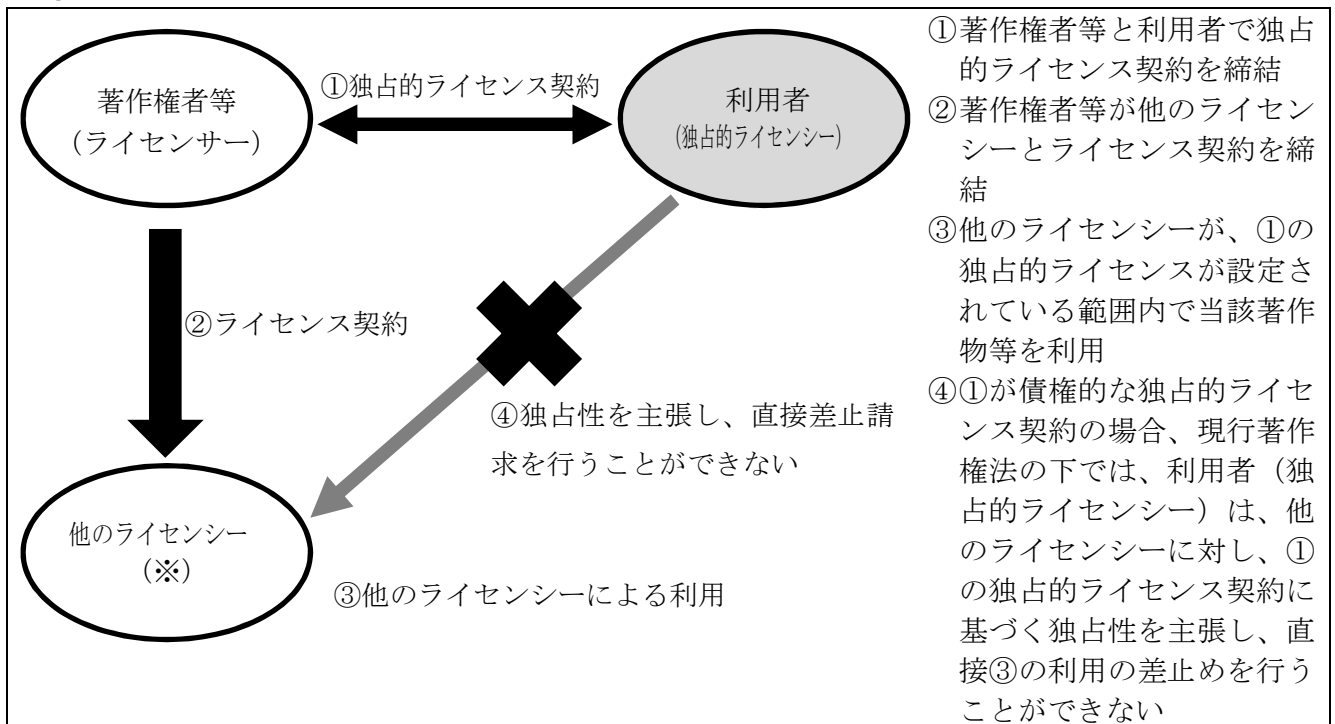 著作権者等
(ライセンサー)
①独占的ライセンス契約
利用者
(独占的ライセンシー)
②ライセンス契約
④独占性を主張し、直接差止請
求を行うことができない
他のライセンシー
(※)
③他のライセンシーによる利用
①著作権者等と利用者で独占
的ライセンス契約を締結
②著作権者等が他のライセン
シーとライセンス契約を締
結
③他のライセンシーが、①の
独占的ライセンスが設定さ
れている範囲内で当該著作
物等を利用
④①が債権的な独占的ライセ
ンス契約の場合、現行著作
権法の下では、利用者(独
占的ライセンシー)は、他
のライセンシーに対し、①
の独占的ライセンス契約に
基づく独占性を主張し、直
接③の利用の差止めを行う
ことができない